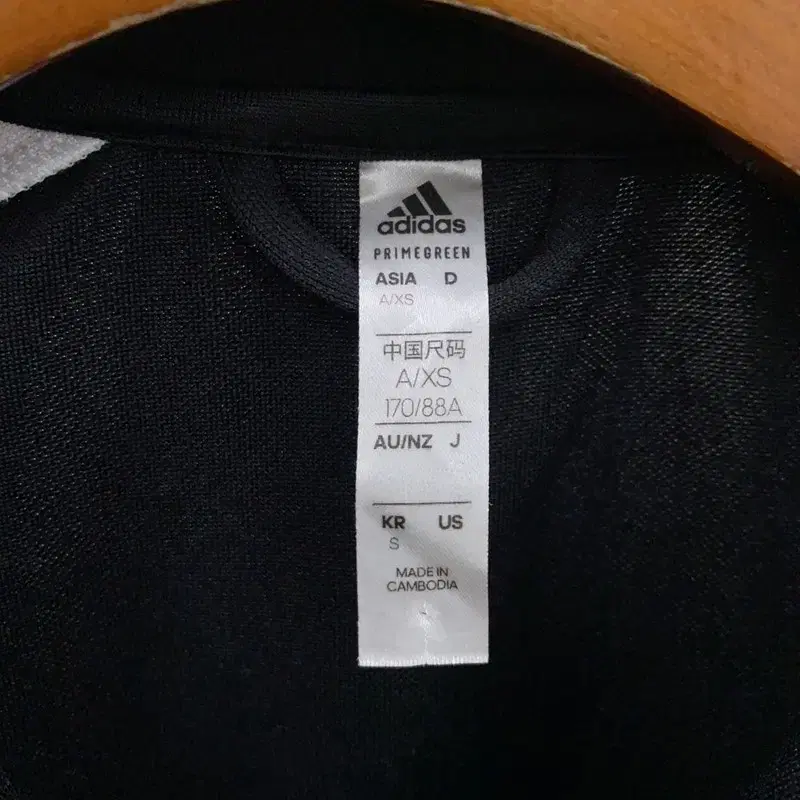 adidas
PRIMEGREEN
ASIA D
A/XS
中国尺码
A/XS
170/88A
AU/NZ J
KR US
S
MADE IN
CAMBODIA